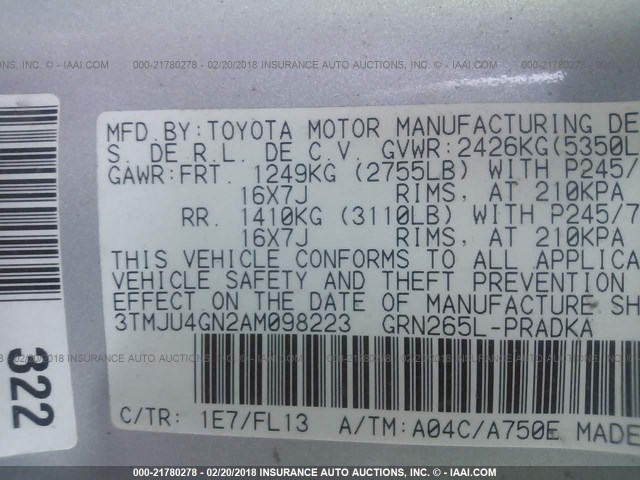 000-21780278 - 02/20/2018 - INSURANCE AUTO AUCTIONS, INC. - © IAAI.COM
MFD BY:TOYOTA MOTOR MANUFACTURING DE
S. DE R.L. DE C.V. GVWR:2426KG(5350L
GAWR:FRT. 1249KG (2755LB) WITH P245/
16X7J RIMS, AT 210KPA
RR. 1410KG (3110LB) WITH P245/7
16X7J RIMS, AT 210KPA
THIS VEHICLE CONFORMS TO ALL APPLICA
VEHICLE SAFETY AND THEFT PREVENTION
EFFECT ON THE DATE OF MANUFACTURE SH
3TMJU4GN2AM098223 GRN265L-PRADKA
C/TR: 1E7/FL13 A/TM:A04C/A750E MADE
322
000-21780278 - 02/20/2018 - INSURANCE AUTO AUCTIONS, INC. - © IAAI.COM